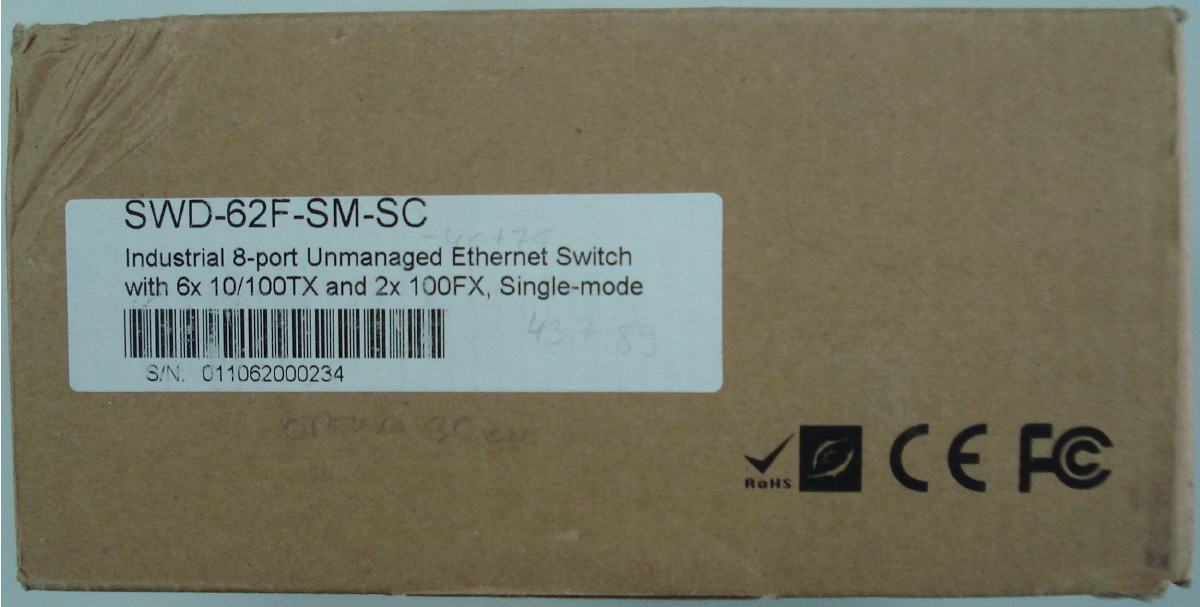 SWD-62F-SM-SC
Industrial 8-port Unmanaged Ethernet Switch
with 6x 10/100TX and 2x 100FX, Single-mode
437.89
S/N: 011062000234
RoHS CE FC